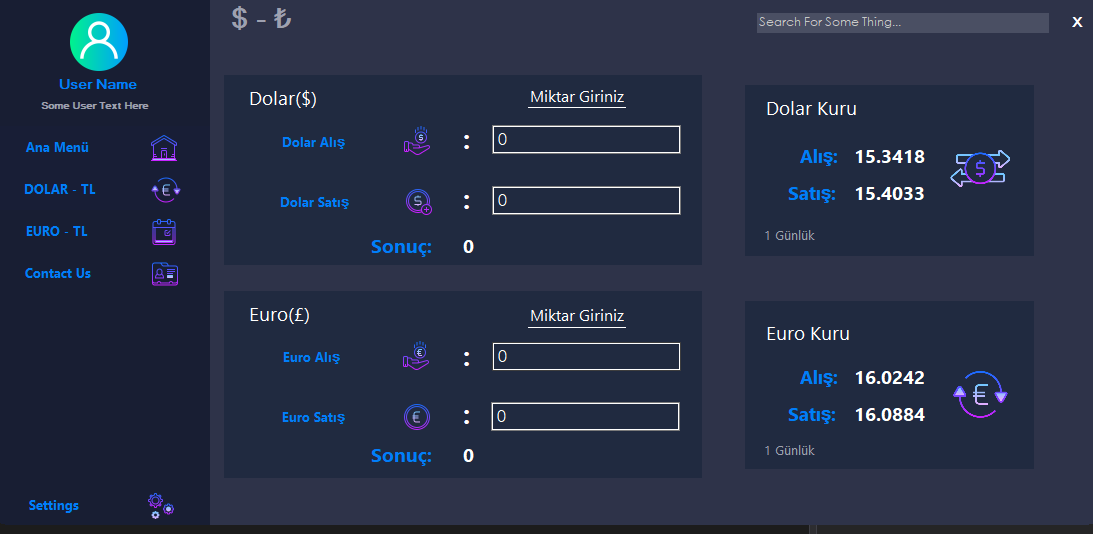 $ - ₺
Search For Some Thing...
X
User Name
Some User Text Here
Ana Menü
DOLAR - TL
EURO - TL
Contact Us
Settings
Dolar($)
Miktar Giriniz
Dolar Alış : 0
Dolar Satış : 0
Sonuç: 0
Euro(£)
Miktar Giriniz
Euro Alış : 0
Euro Satış : 0
Sonuç: 0
Dolar Kuru
Alış: 15.3418
Satış: 15.4033
1 Günlük
Euro Kuru
Alış: 16.0242
Satış: 16.0884
1 Günlük